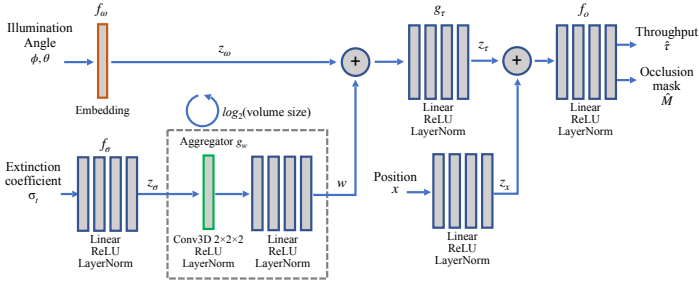 Illumination
Angle
ϕ, θ
f_ω
Embedding
z_ω
+
g_τ
Linear
ReLU
LayerNorm
z_τ
+
f_o
Linear
ReLU
LayerNorm
Throughput
τ̂
Occlusion
mask
M̂
log₂(volume size)
Extinction
coefficient
σ_t
f_σ
Linear
ReLU
LayerNorm
z_σ
Aggregator g_w
Conv3D 2×2×2
ReLU
LayerNorm
Linear
ReLU
LayerNorm
w
Position
x
Linear
ReLU
LayerNorm
z_x